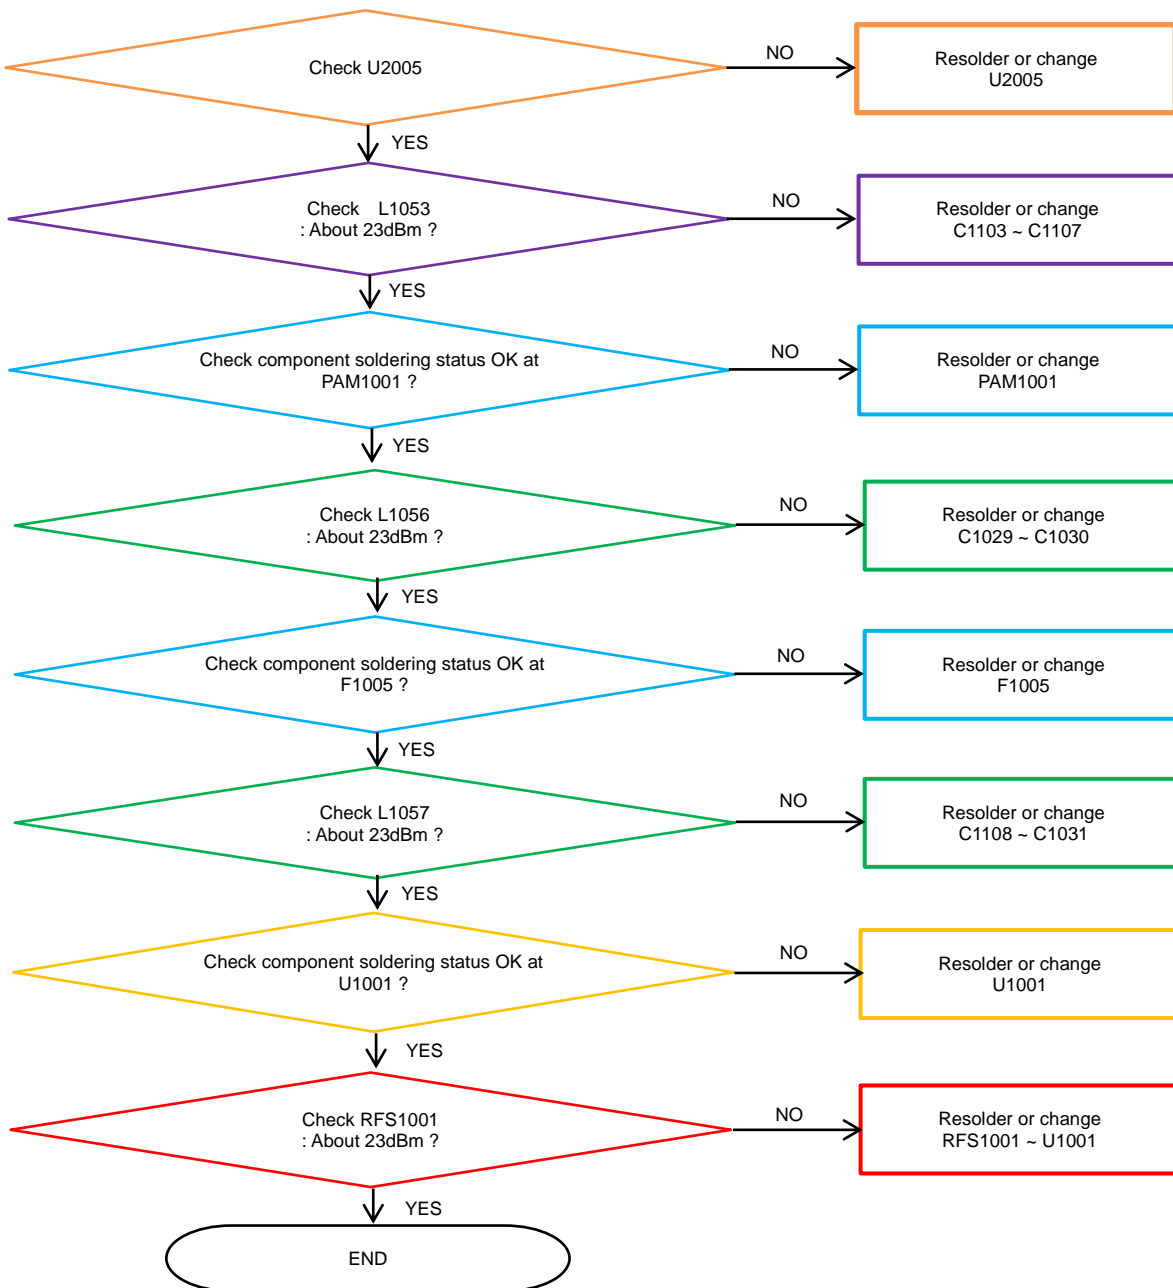 Check U2005
NO
Resolder or change
U2005
YES
Check L1053
: About 23dBm ?
NO
Resolder or change
C1103 ~ C1107
YES
Check component soldering status OK at
PAM1001 ?
NO
Resolder or change
PAM1001
YES
Check L1056
: About 23dBm ?
NO
Resolder or change
C1029 ~ C1030
YES
Check component soldering status OK at
F1005 ?
NO
Resolder or change
F1005
YES
Check L1057
: About 23dBm ?
NO
Resolder or change
C1108 ~ C1031
YES
Check component soldering status OK at
U1001 ?
NO
Resolder or change
U1001
YES
Check RFS1001
: About 23dBm ?
NO
Resolder or change
RFS1001 ~ U1001
YES
END